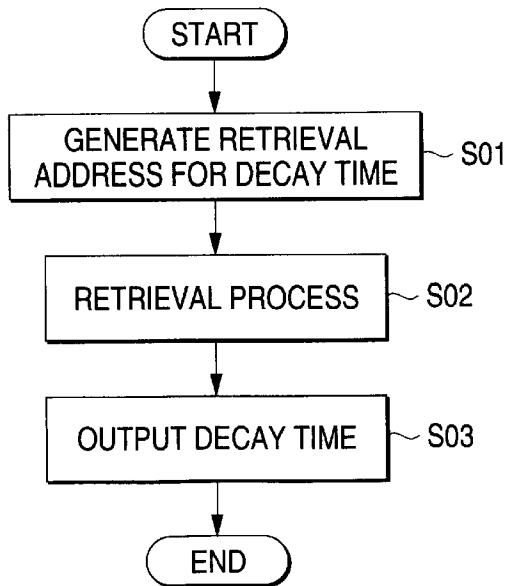 START
GENERATE RETRIEVAL
ADDRESS FOR DECAY TIME
S01
RETRIEVAL PROCESS
S02
OUTPUT DECAY TIME
S03
END